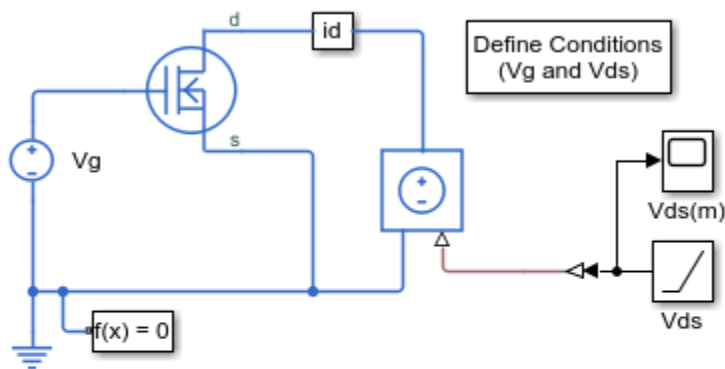 d
id
Define Conditions
(Vg and Vds)
s
Vg
Vds(m)
f(x) = 0
Vds